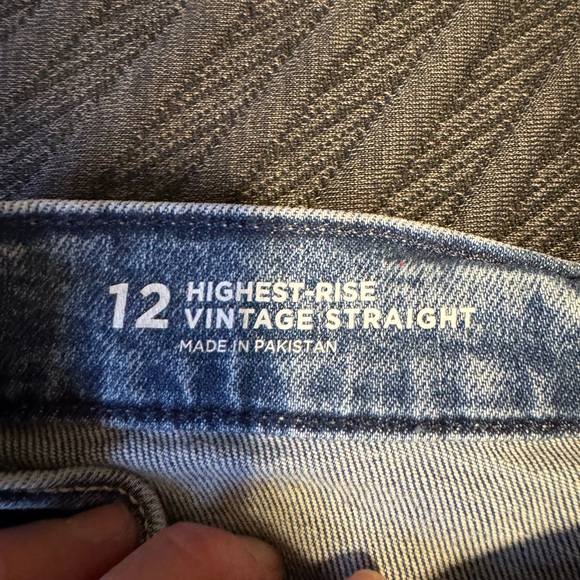 12 HIGHEST-RISE
VINTAGE STRAIGHT
MADE IN PAKISTAN